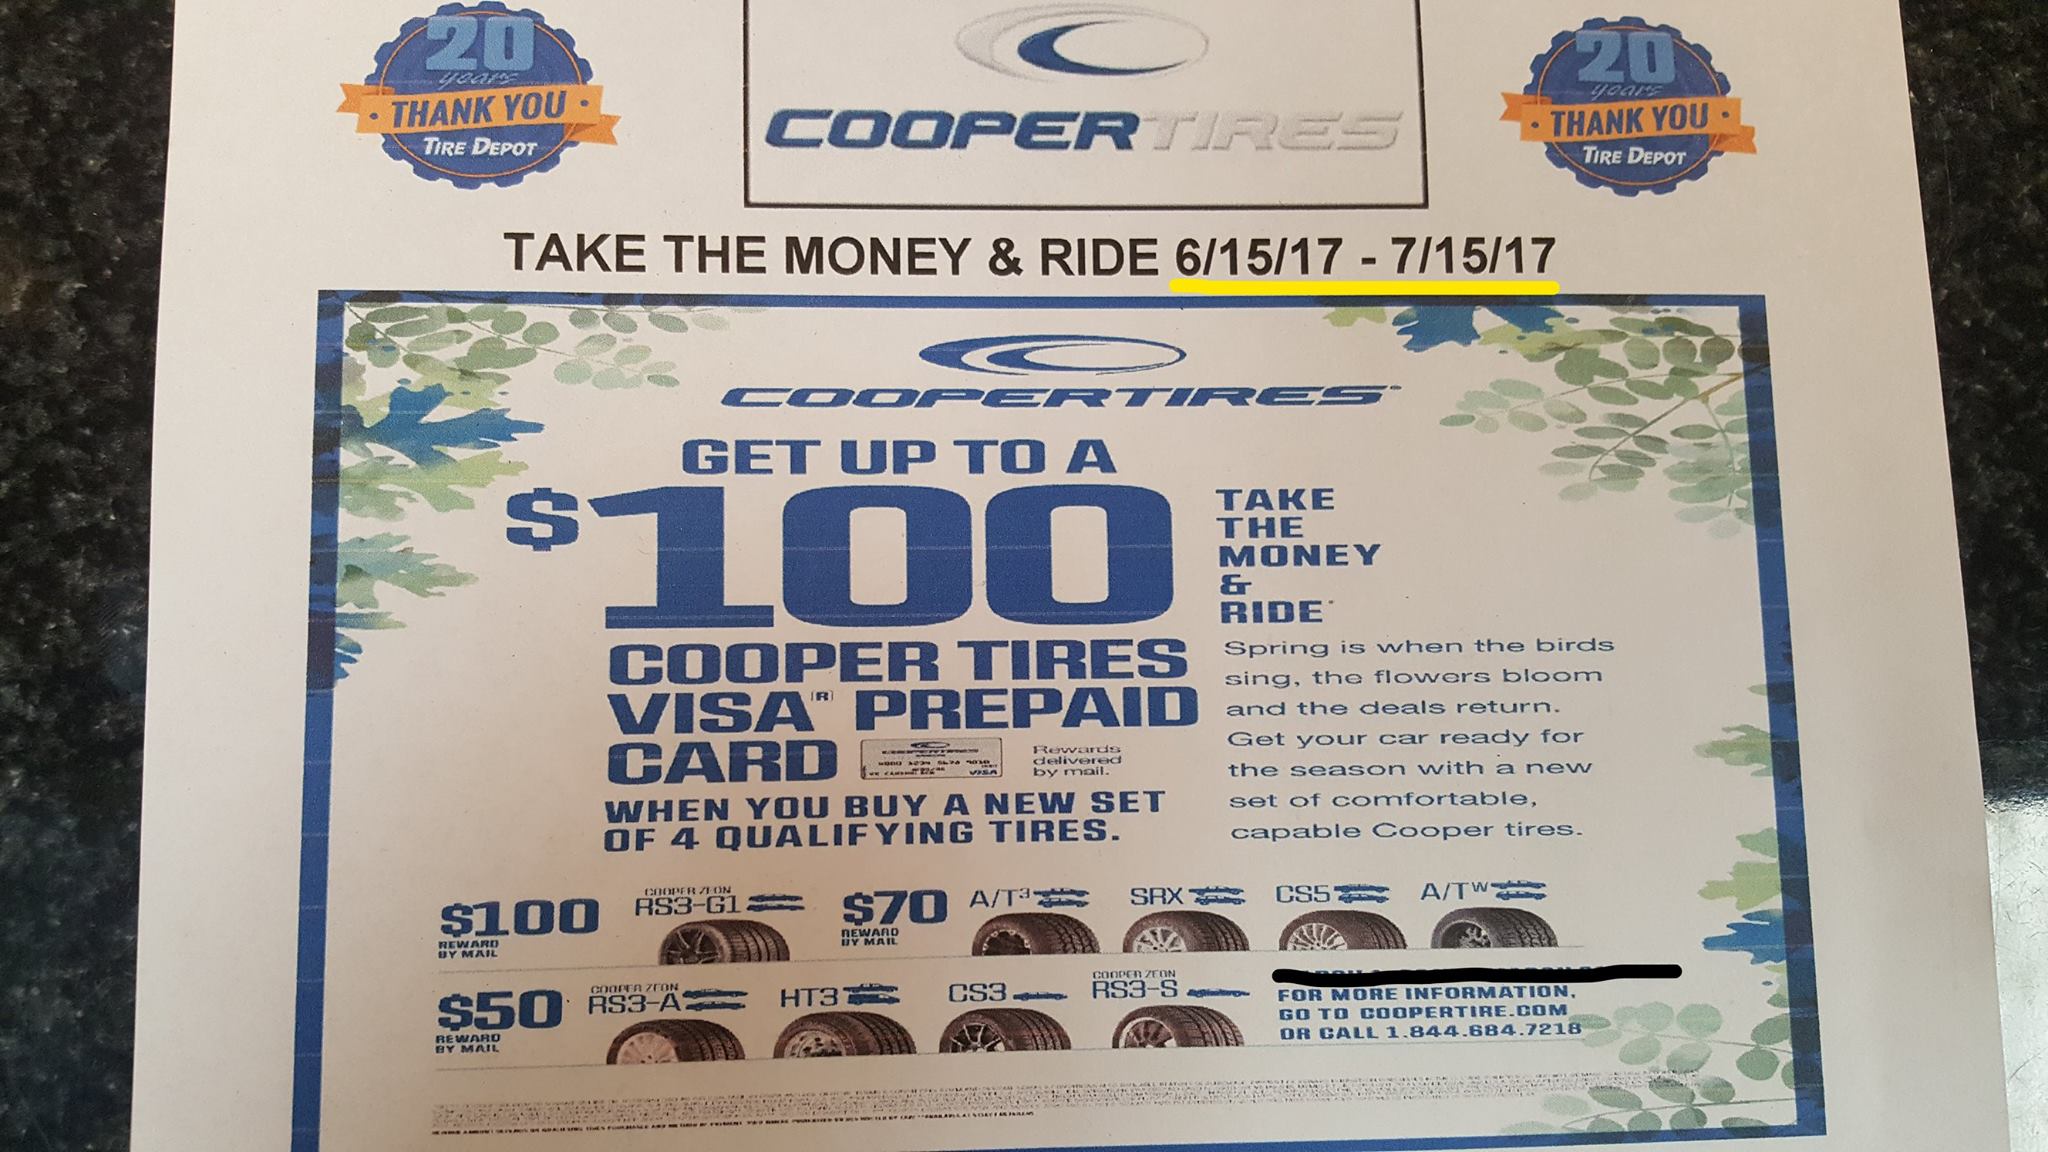 20
years
THANK YOU
TIRE DEPOT
COOPERTIRES
20
years
THANK YOU
TIRE DEPOT
TAKE THE MONEY & RIDE 6/15/17 - 7/15/17
COOPERTIRES
GET UP TO A
$100
COOPER TIRES
VISA(R) PREPAID
CARD
Rewards
delivered
by mail.
WHEN YOU BUY A NEW SET
OF 4 QUALIFYING TIRES.
TAKE
THE
MONEY
&
RIDE
Spring is when the birds
sing, the flowers bloom
and the deals return.
Get your car ready for
the season with a new
set of comfortable,
capable Cooper tires.
$100
REWARD
BY MAIL
COOPER ZEON
RS3-G1
$70
REWARD
BY MAIL
A/T3
SRX
CS5
A/TW
$50
REWARD
BY MAIL
COOPER ZEON
RS3-A
HT3
CS3
COOPER ZEON
RS3-S
FOR MORE INFORMATION,
GO TO COOPERTIRE.COM
OR CALL 1.844.684.7218